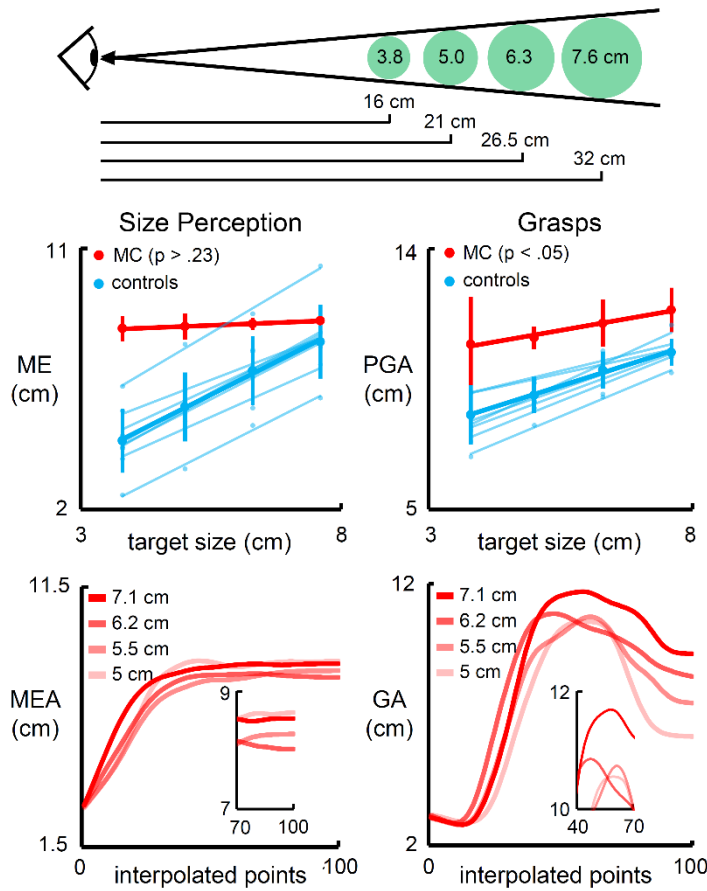 3.8 5.0 6.3 7.6 cm
16 cm
21 cm
26.5 cm
32 cm
Size Perception
11
MC (p > .23)
controls
ME
(cm)
2
3
8
target size (cm)
Grasps
14
MC (p < .05)
controls
PGA
(cm)
5
3
8
target size (cm)
11.5
7.1 cm
6.2 cm
5.5 cm
5 cm
MEA
(cm)
9
7
70 100
1.5
0
100
interpolated points
12
7.1 cm
6.2 cm
5.5 cm
5 cm
GA
(cm)
12
10
40 70
2
0
100
interpolated points